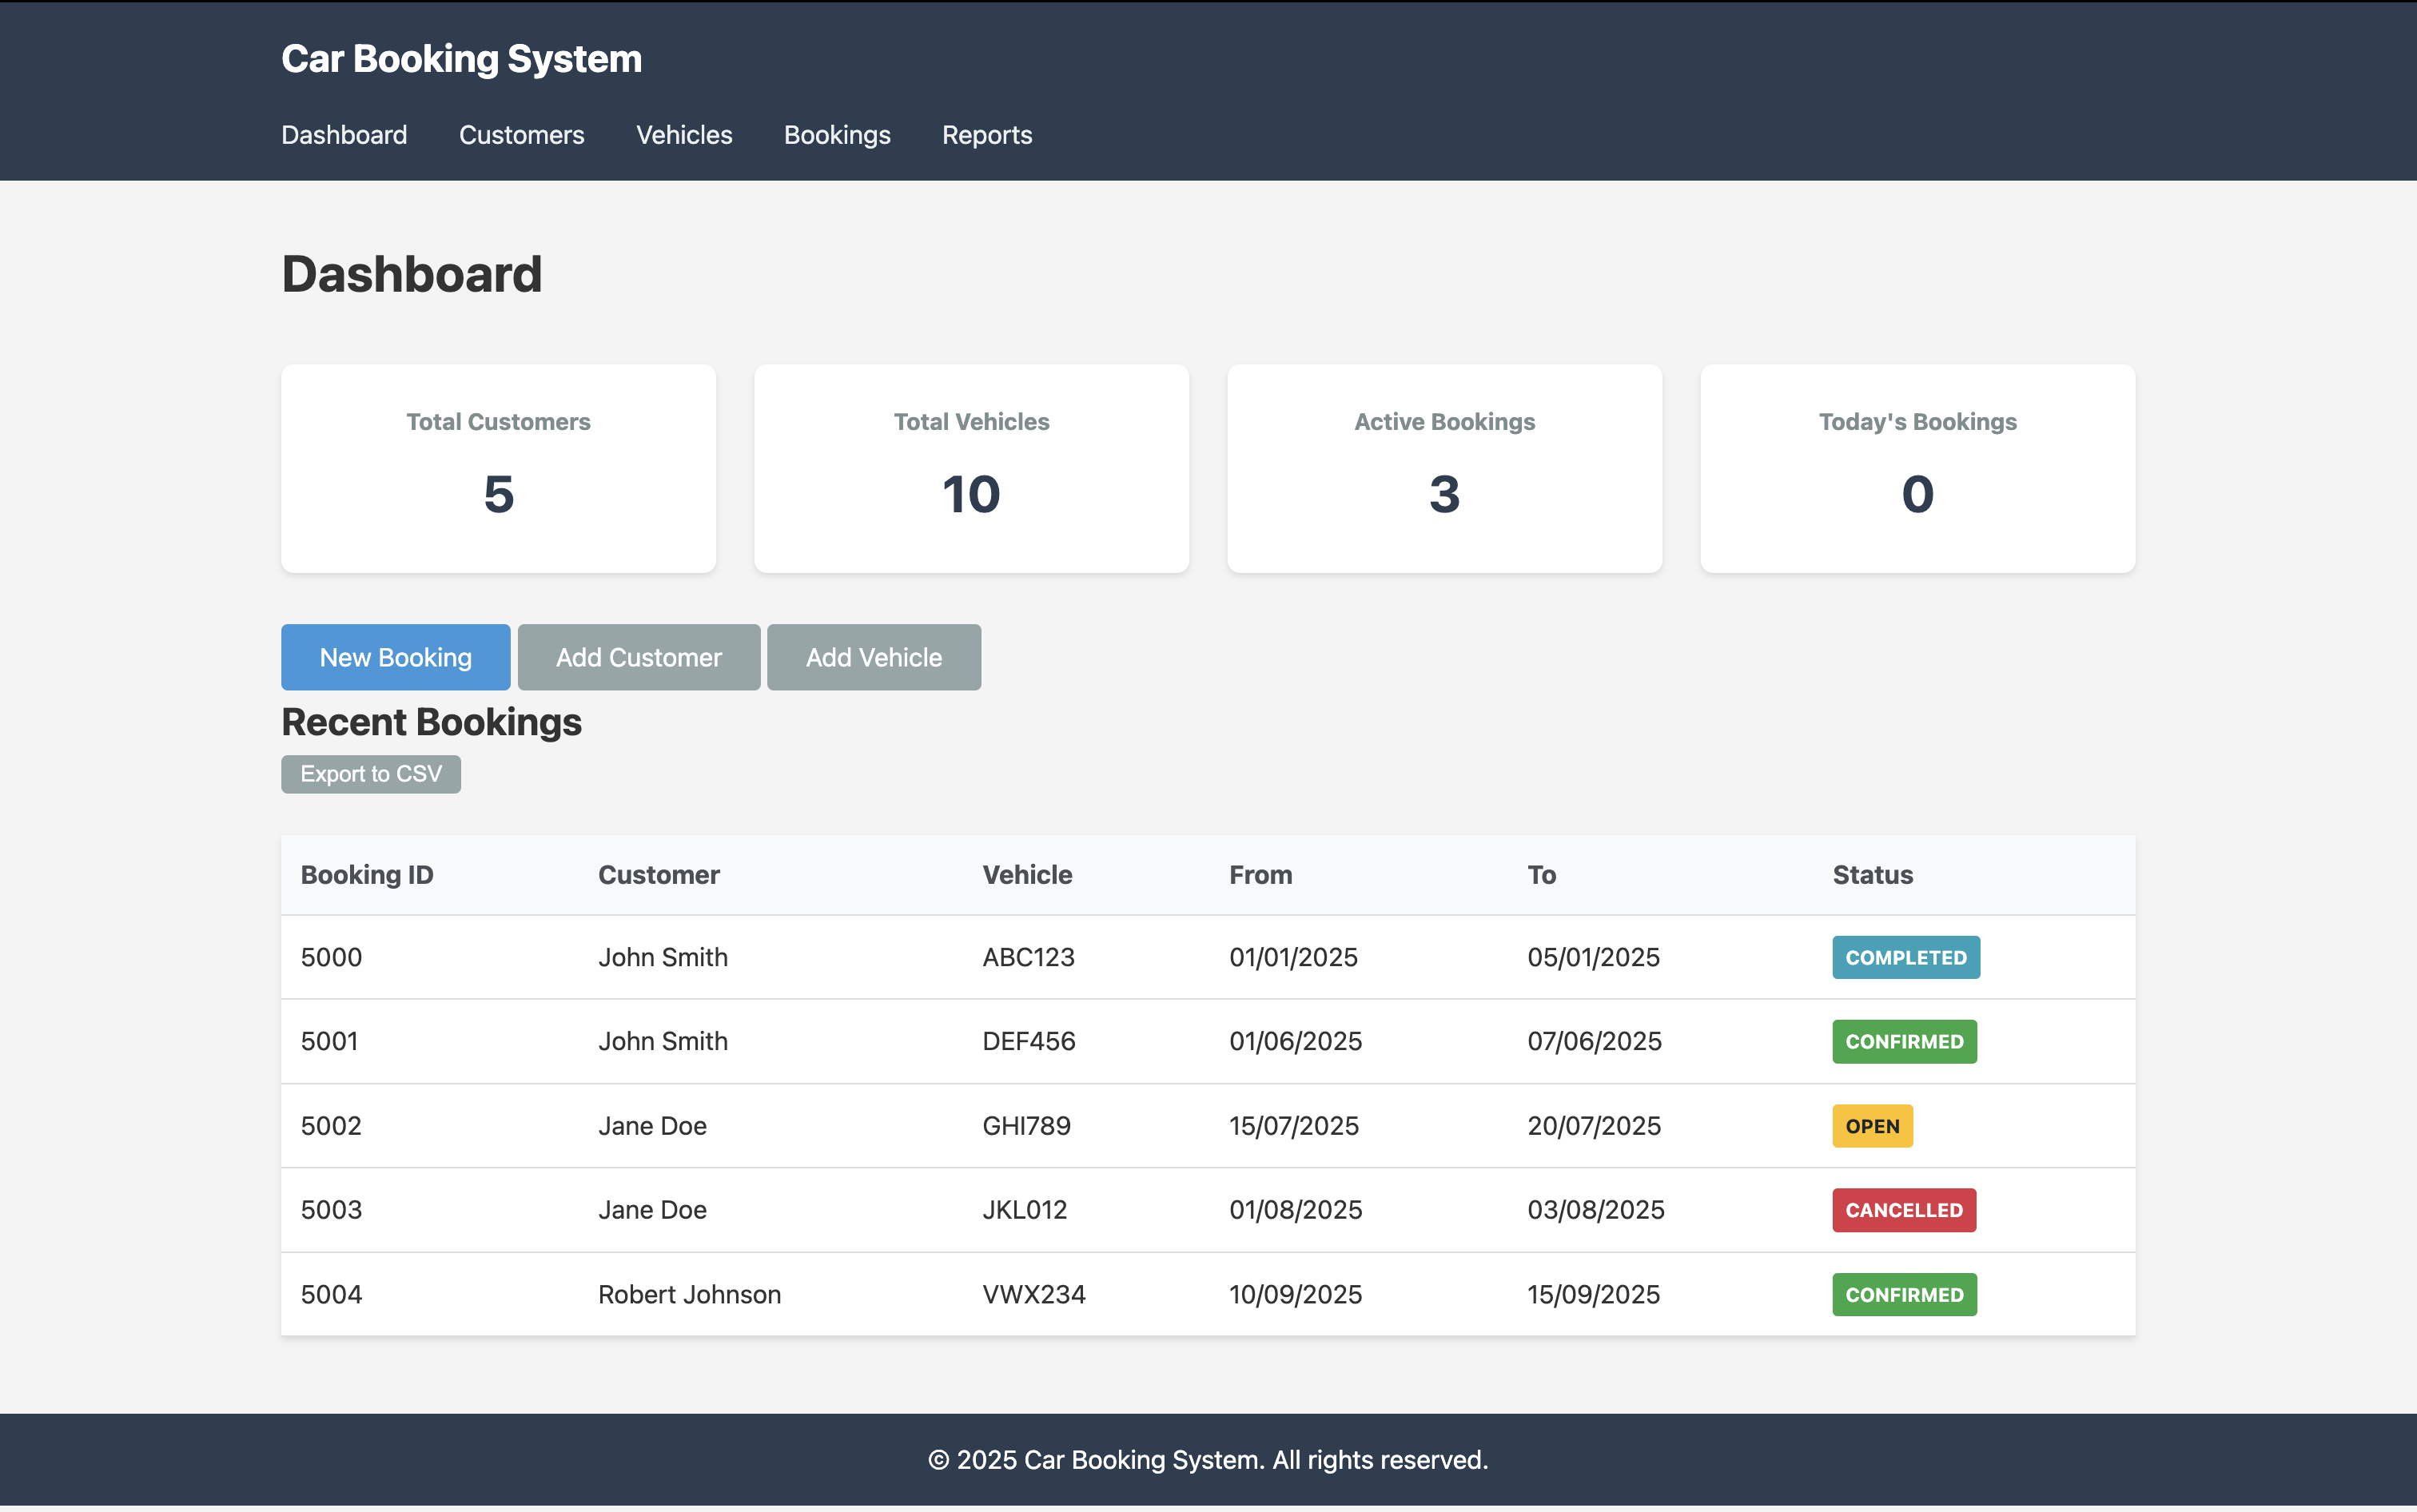 Car Booking System
Dashboard Customers Vehicles Bookings Reports
Dashboard
Total Customers Total Vehicles Active Bookings Today's Bookings
5 10 3 0
New Booking Add Customer Add Vehicle
Recent Bookings
Export to CSV
Booking ID Customer Vehicle From To Status
5000 John Smith ABC123 01/01/2025 05/01/2025 COMPLETED
5001 John Smith DEF456 01/06/2025 07/06/2025 CONFIRMED
5002 Jane Doe GHI789 15/07/2025 20/07/2025 OPEN
5003 Jane Doe JKL012 01/08/2025 03/08/2025 CANCELLED
5004 Robert Johnson VWX234 10/09/2025 15/09/2025 CONFIRMED
© 2025 Car Booking System. All rights reserved.